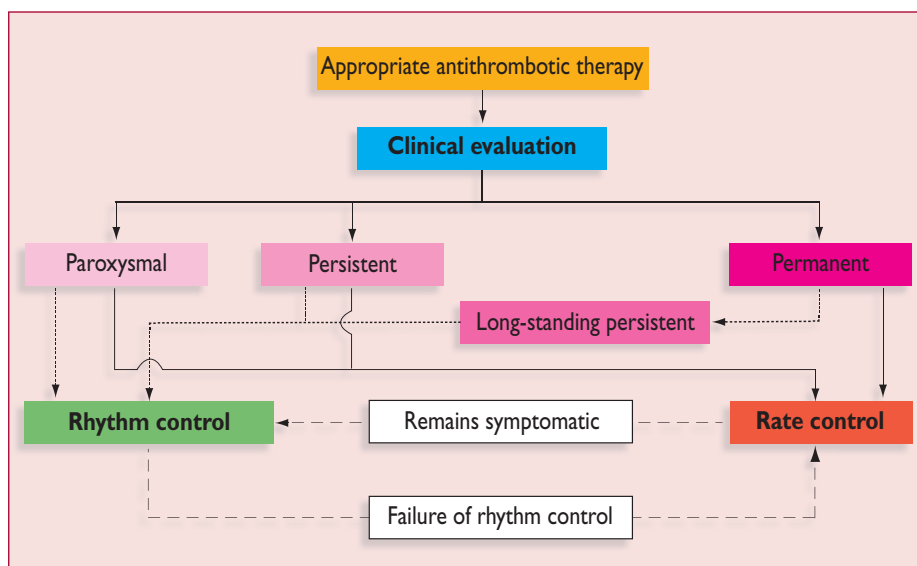 Appropriate antithrombotic therapy
Clinical evaluation
Paroxysmal
Persistent
Permanent
Long-standing persistent
Rhythm control
Remains symptomatic
Rate control
Failure of rhythm control